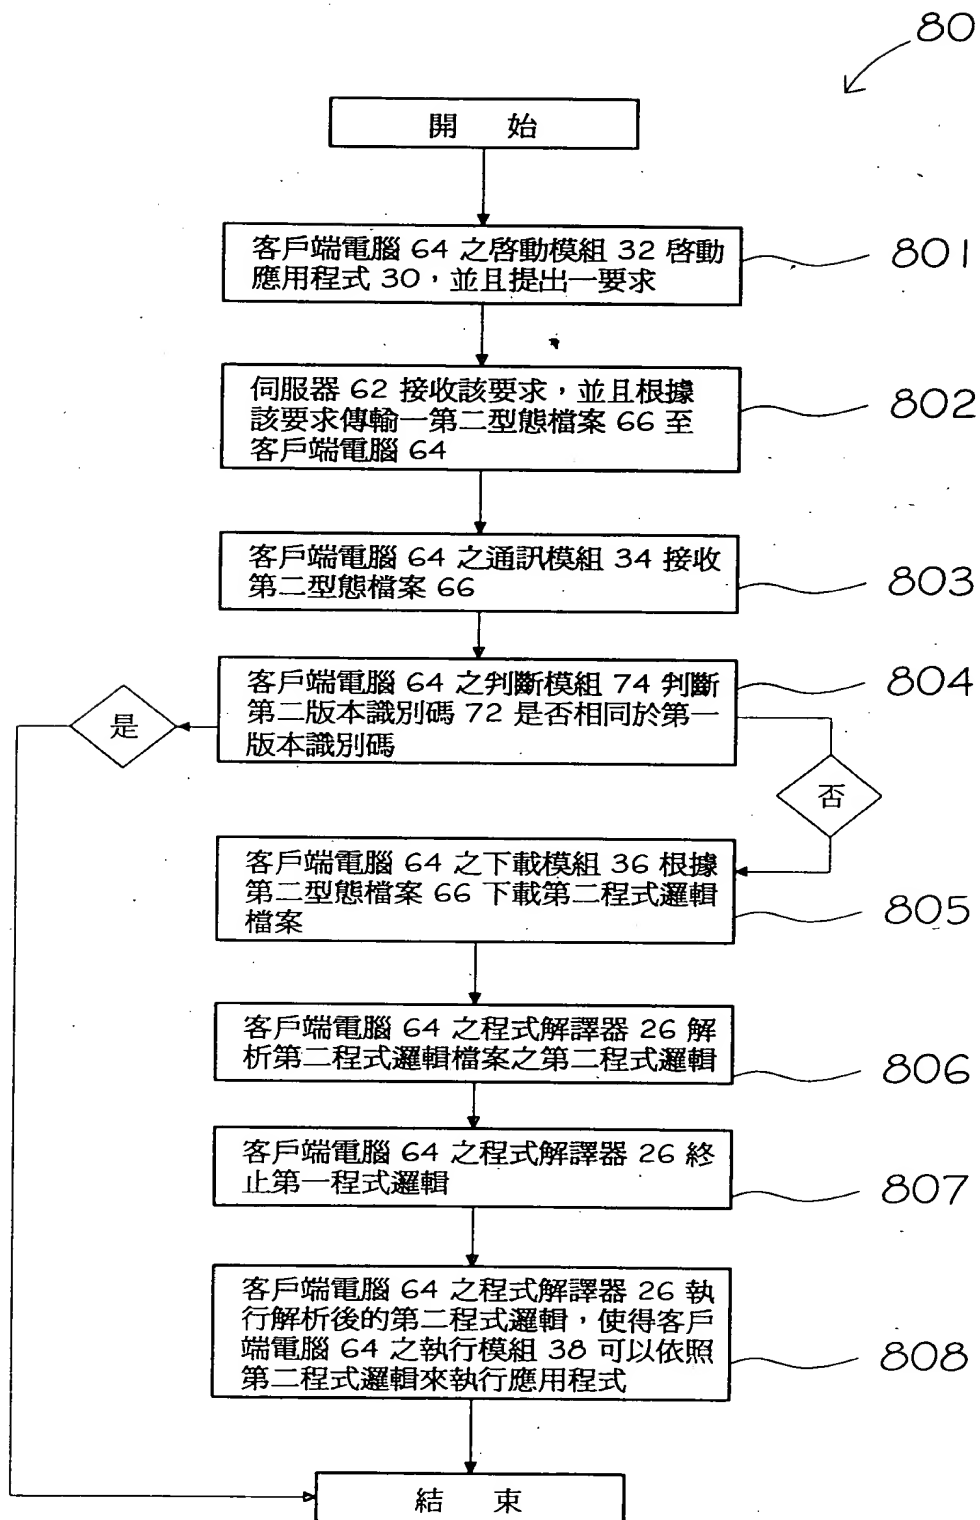 80
開 始
客戶端電腦 64 之啓動模組 32 啓動
應用程式 30，並且提出一要求
801
伺服器 62 接收該要求，並且根據
該要求傳輸一第二型態檔案 66 至
客戶端電腦 64
802
客戶端電腦 64 之通訊模組 34 接收
第二型態檔案 66
803
客戶端電腦 64 之判斷模組 74 判斷
第二版本識別碼 72 是否相同於第一
版本識別碼
804
是
否
客戶端電腦 64 之下載模組 36 根據
第二型態檔案 66 下載第二程式邏輯
檔案
805
客戶端電腦 64 之程式解譯器 26 解
析第二程式邏輯檔案之第二程式邏輯
806
客戶端電腦 64 之程式解譯器 26 終
止第一程式邏輯
807
客戶端電腦 64 之程式解譯器 26 執
行解析後的第二程式邏輯，使得客戶
端電腦 64 之執行模組 38 可以依照
第二程式邏輯來執行應用程式
808
結 束